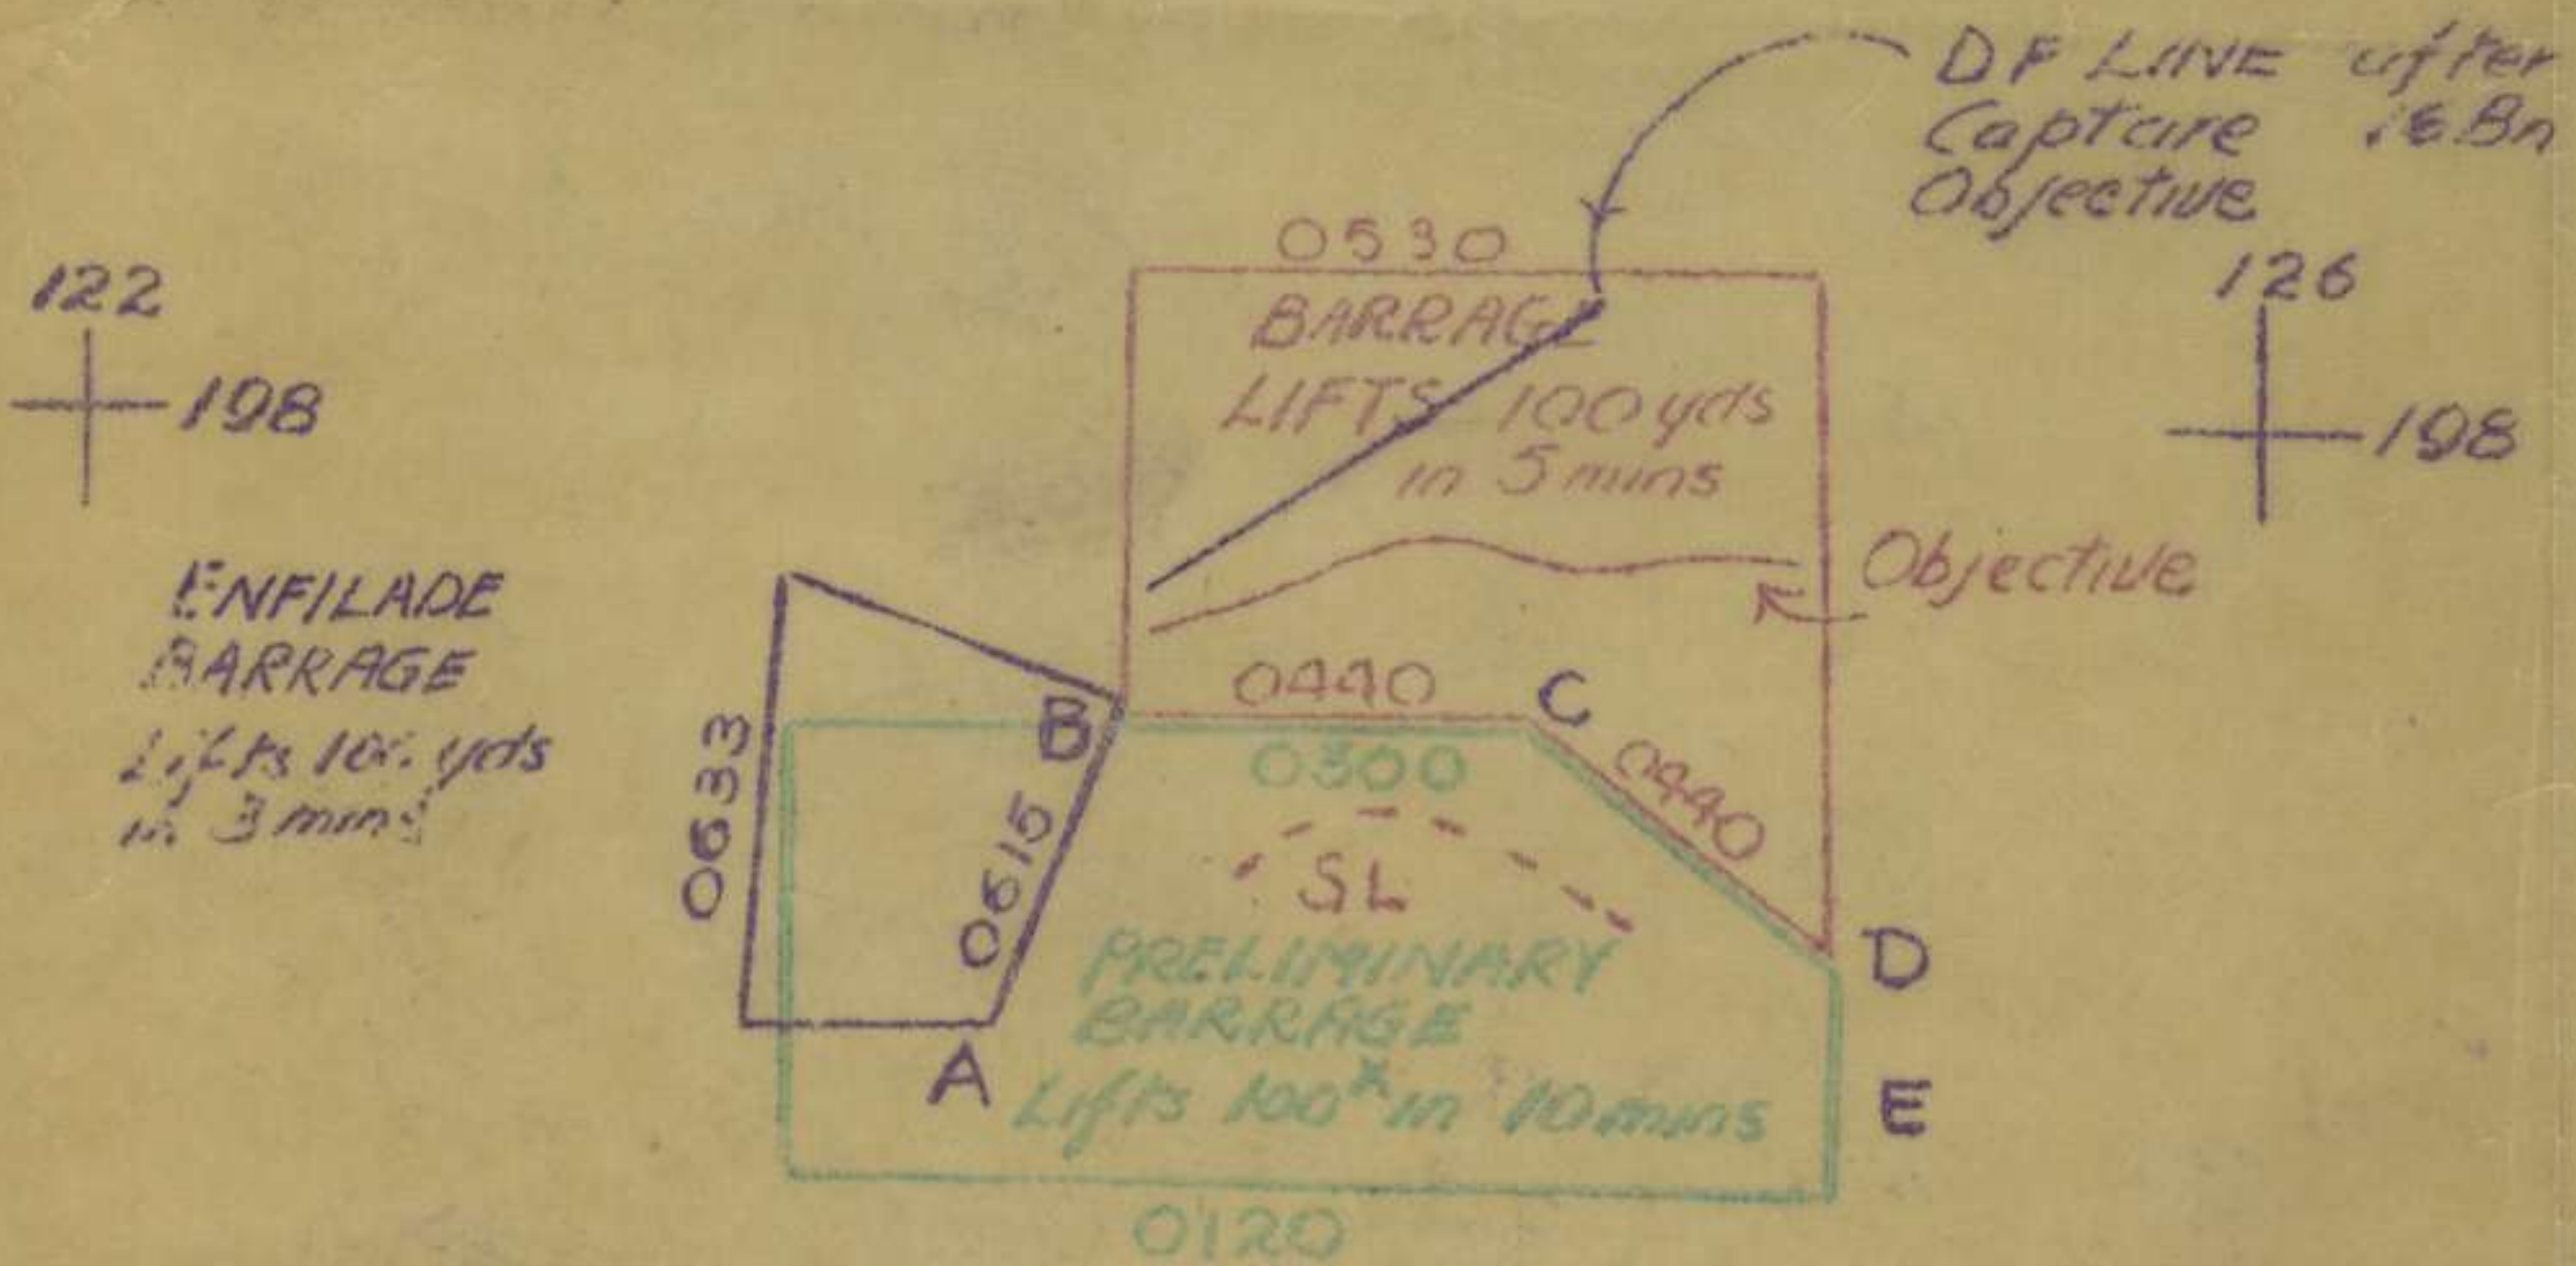 DF LINE after
Capture Bn
Objective
0530
122
198
126
198
BARRAGE
LIFTS 100 yds
in 5 mins
ENFILADE
BARRAGE
Lifts 100 yds
in 3 mins
Objective
0440
C
B
0300
0440
0633
0615
SL
D
PRELIMINARY
BARRAGE
A
Lifts 100x in 10 mins
E
0120